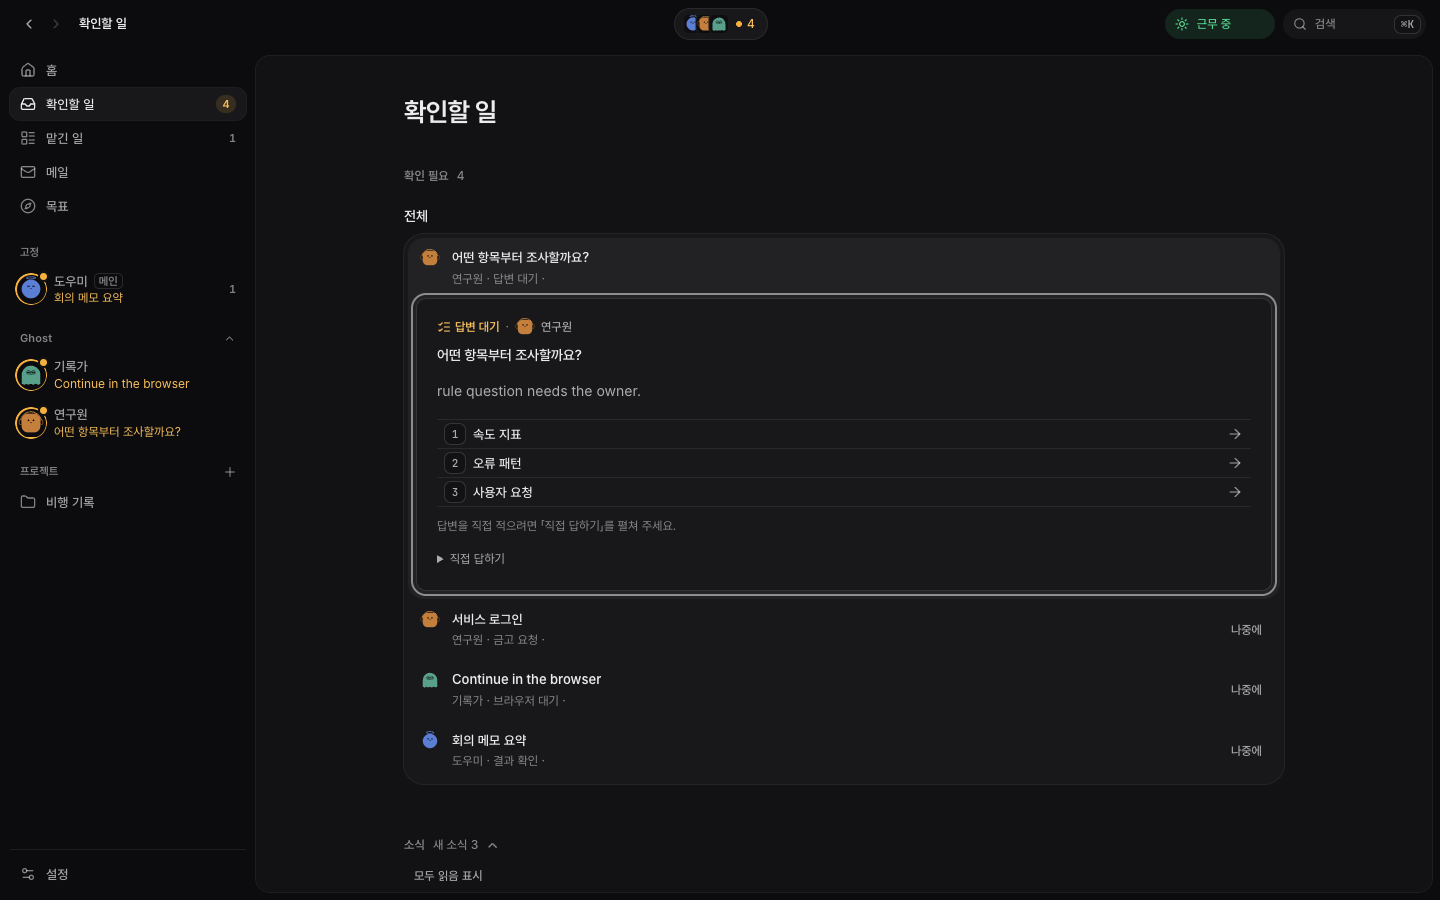 확인할 일
4
근무 중
검색
⌘K
홈
확인할 일
4
맡긴 일
1
메일
목표
고정
도우미 메인
회의 메모 요약
1
Ghost
기록가
Continue in the browser
연구원
어떤 항목부터 조사할까요?
프로젝트
비행 기록
설정
확인할 일
확인 필요 4
전체
어떤 항목부터 조사할까요?
연구원 · 답변 대기 ·
답변 대기 · 연구원
어떤 항목부터 조사할까요?
rule question needs the owner.
1 속도 지표
2 오류 패턴
3 사용자 요청
답변을 직접 적으려면 「직접 답하기」를 펼쳐 주세요.
직접 답하기
서비스 로그인
연구원 · 금고 요청 ·
나중에
Continue in the browser
기록가 · 브라우저 대기 ·
나중에
회의 메모 요약
도우미 · 결과 확인 ·
나중에
소식 새 소식 3
모두 읽음 표시